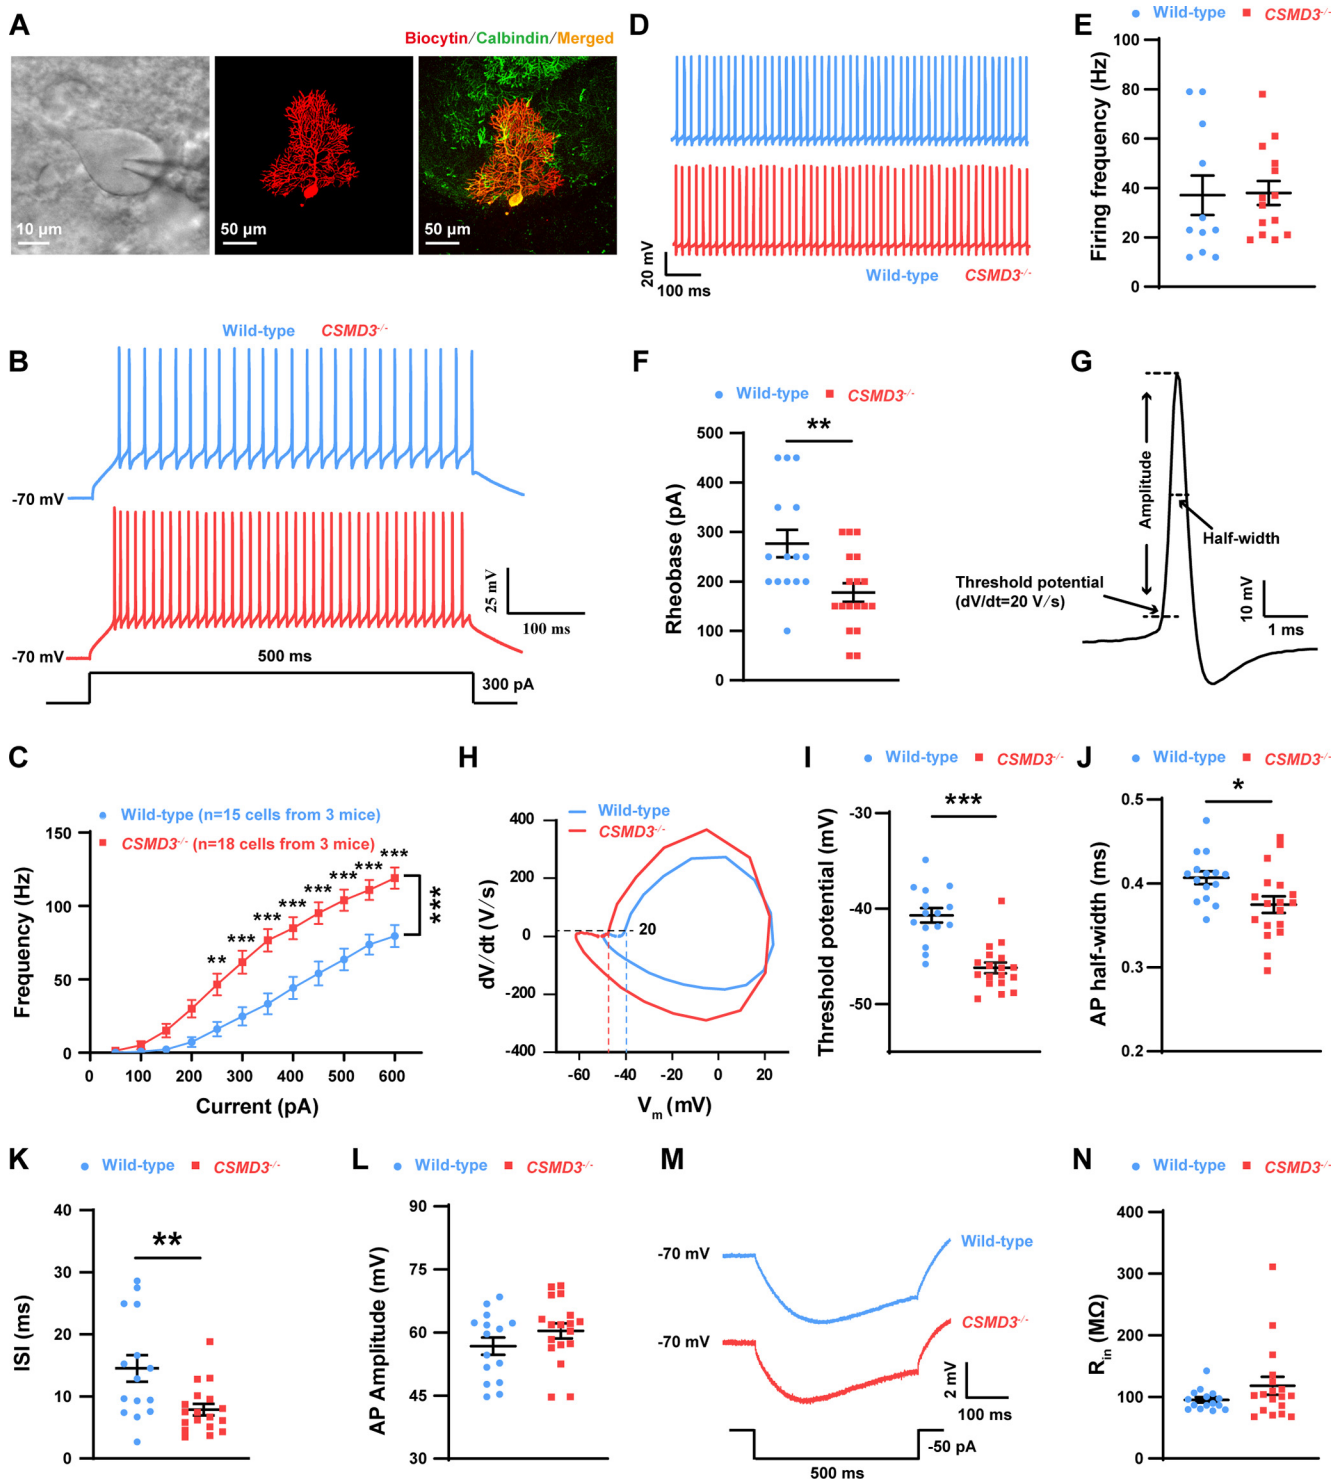 A
Biocytin/Calbindin/Merged
10 μm
50 μm
50 μm
D
20 mV
100 ms
Wild-type CSMD3-/-
E
Wild-type CSMD3-/-
Firing frequency (Hz)
100
80
60
40
20
0
B
Wild-type CSMD3-/-
-70 mV
-70 mV
25 mV
100 ms
500 ms
300 pA
F
Wild-type CSMD3-/-
**
Rheobase (pA)
500
400
300
200
100
0
G
Amplitude
Half-width
Threshold potential
(dV/dt=20 V/s)
10 mV
1 ms
C
Wild-type (n=15 cells from 3 mice)
CSMD3-/- (n=18 cells from 3 mice)
Frequency (Hz)
150
100
50
0
** *** *** *** *** *** *** ***
***
0 100 200 300 400 500 600
Current (pA)
H
Wild-type
CSMD3-/-
dV/dt (V/s)
400
200
0
-200
-400
20
-60 -40 -20 0 20
Vm (mV)
I
Wild-type CSMD3-/-
***
Threshold potential (mV)
-30
-40
-50
J
Wild-type CSMD3-/-
*
AP half-width (ms)
0.5
0.4
0.3
0.2
K
Wild-type CSMD3-/-
**
ISI (ms)
40
30
20
10
0
L
Wild-type CSMD3-/-
AP Amplitude (mV)
90
75
60
45
30
M
-70 mV
Wild-type
-70 mV
CSMD3-/-
2 mV
100 ms
-50 pA
500 ms
N
Wild-type CSMD3-/-
Rin (MΩ)
400
300
200
100
0